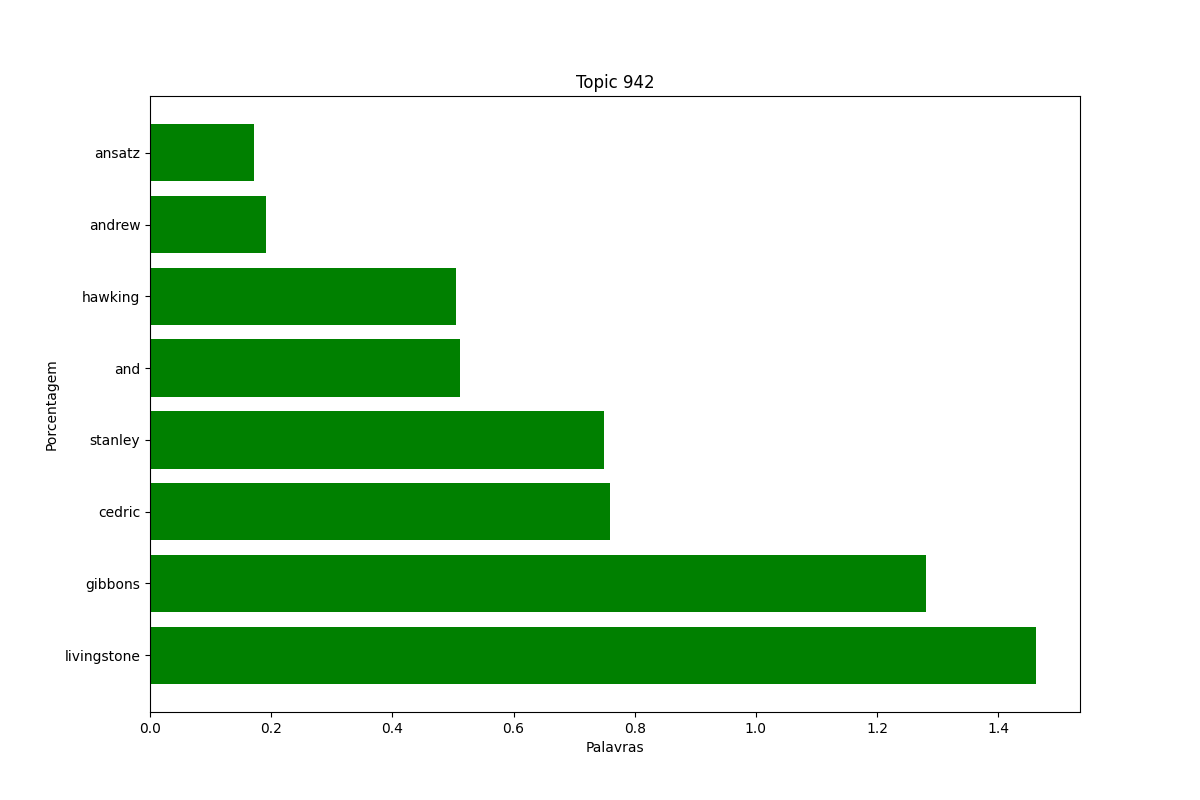 Topic 942
ansatz
andrew
hawking
and
stanley
cedric
gibbons
livingstone
Porcentagem
0.0 0.2 0.4 0.6 0.8 1.0 1.2 1.4
Palavras